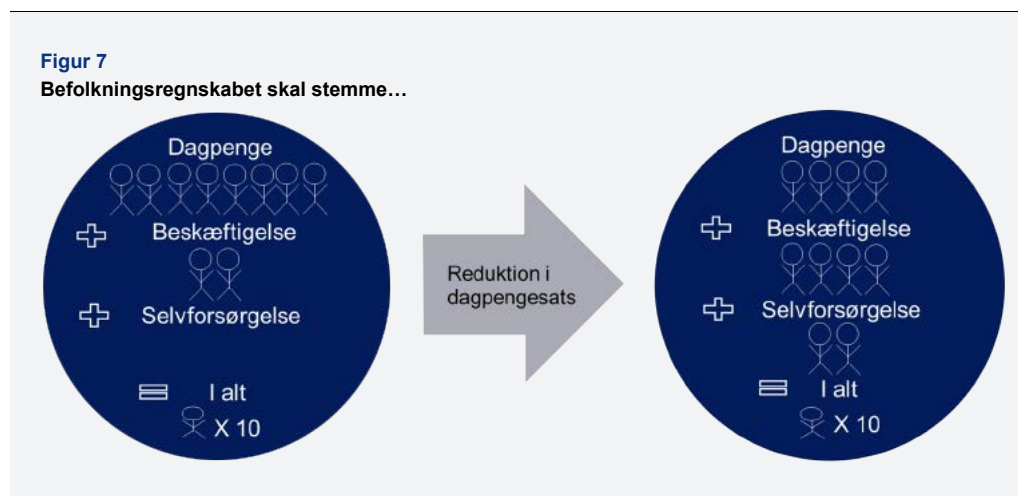 Figur 7
Befolkningsregnskabet skal stemme…
Dagpenge
Beskæftigelse
Selvforsørgelse
I alt
X 10
Reduktion i
dagpengesats
Dagpenge
Beskæftigelse
Selvforsørgelse
I alt
X 10